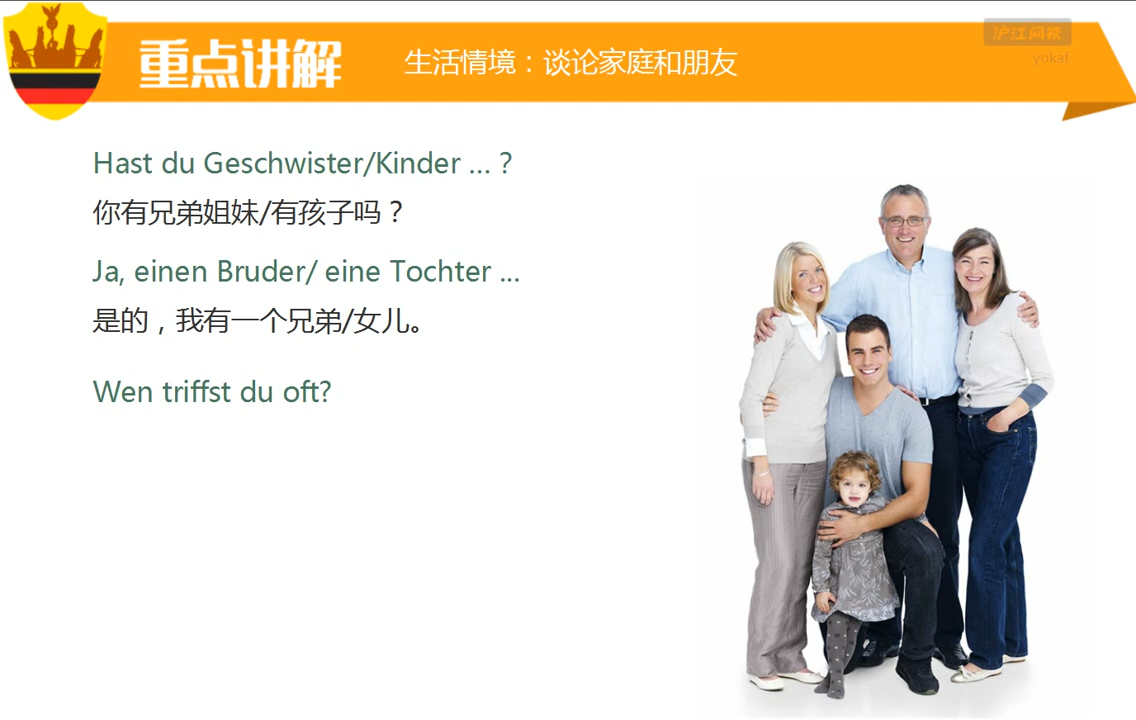 重点讲解
生活情境：谈论家庭和朋友
沪江网校
yokaf
Hast du Geschwister/Kinder ... ?
你有兄弟姐妹/有孩子吗？
Ja, einen Bruder/ eine Tochter ...
是的，我有一个兄弟/女儿。
Wen triffst du oft?